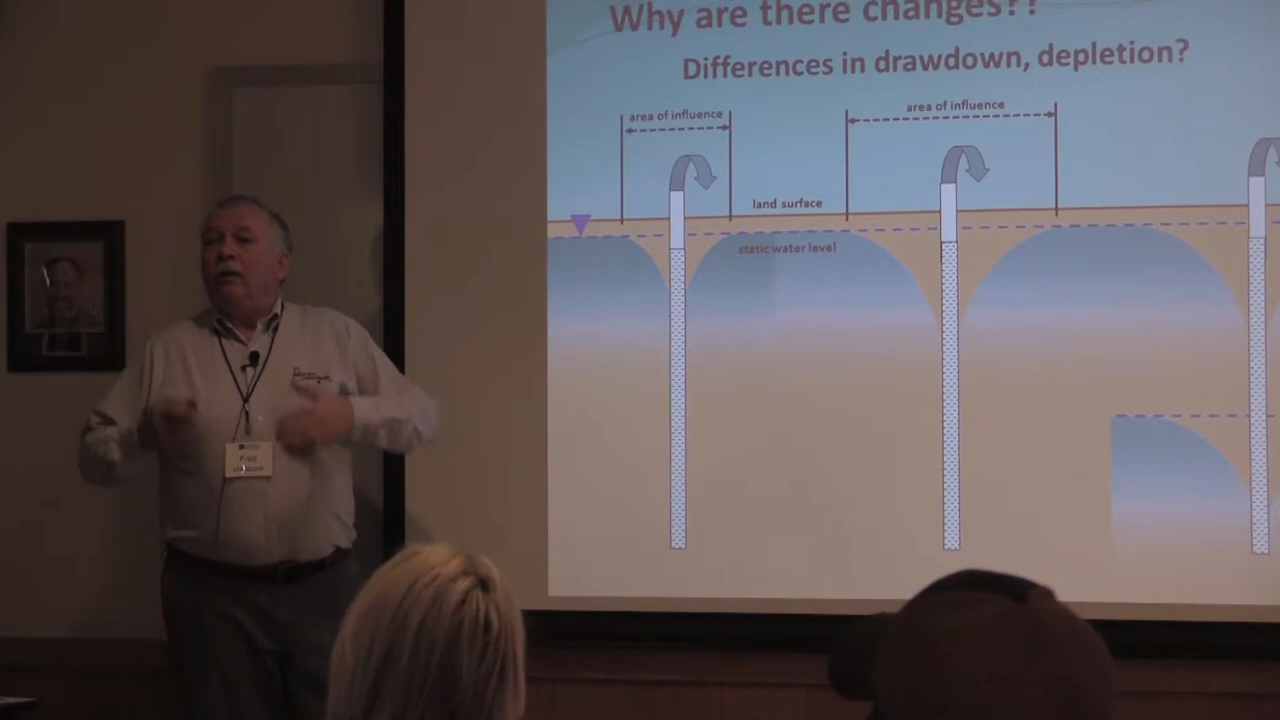 Why are there changes??
Differences in drawdown, depletion?
area of influence
area of influence
land surface
static water level
Fred